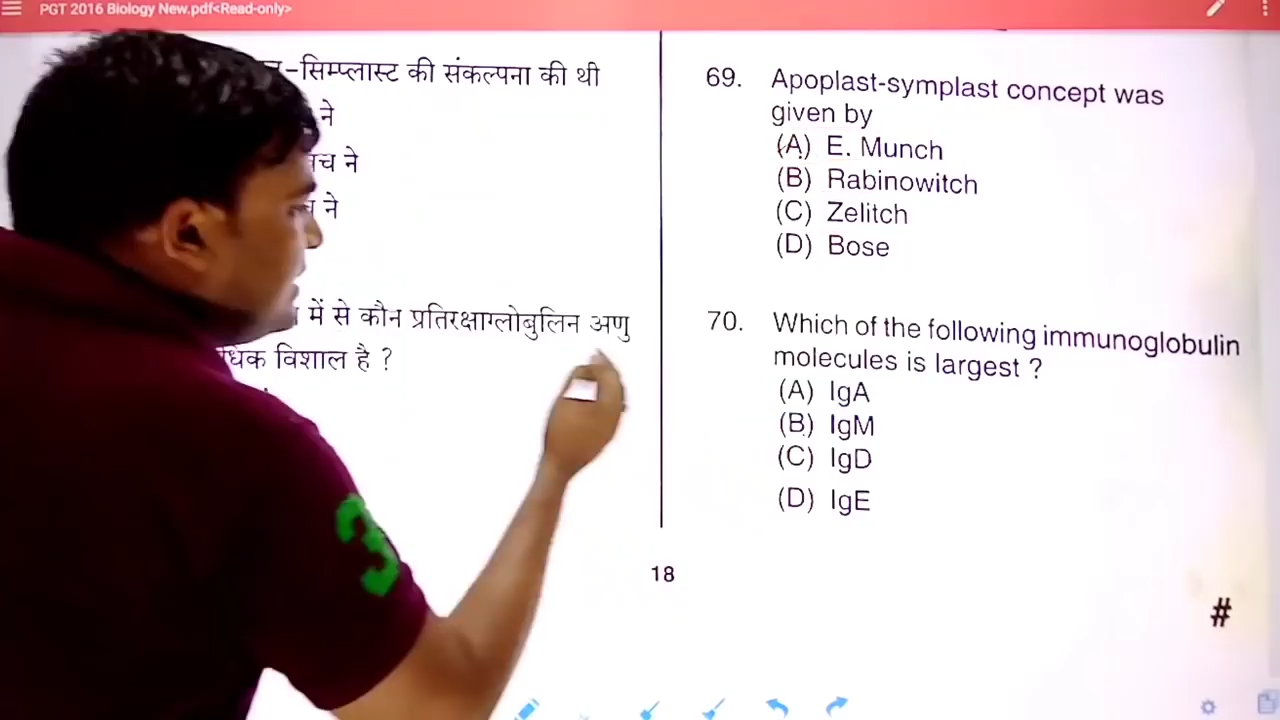 PGT 2016 Biology New.pdf<Read-only>
-सिम्प्लास्ट की संकल्पना की थी
ने
ने
ने
में से कौन प्रतिरक्षाग्लोबुलिन अणु
विशाल है ?
69. Apoplast-symplast concept was
given by
(A) E. Munch
(B) Rabinowitch
(C) Zelitch
(D) Bose
70. Which of the following immunoglobulin
molecules is largest ?
(A) IgA
(B) IgM
(C) IgD
(D) IgE
18
#
3